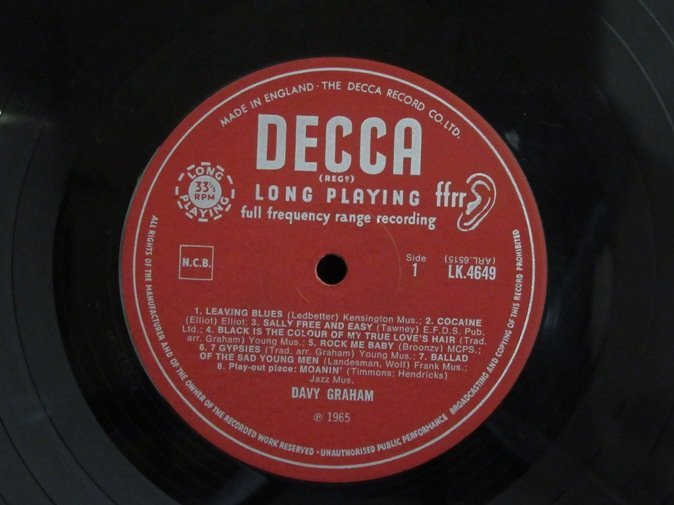 MADE IN ENGLAND · THE DECCA RECORD CO. LTD.
DECCA
(REGD)
LONG PLAYING
33⅓
RPM
LONG PLAYING
ffrr
full frequency range recording
N.C.B.
Side
1
(ARL.6515)
LK.4649
1. LEAVING BLUES (Ledbetter) Kensington Mus.; 2. COCAINE
(Elliot) Elliot; 3. SALLY FREE AND EASY (Tawney) E.F.D.S. Pub.
Ltd.; 4. BLACK IS THE COLOUR OF MY TRUE LOVE'S HAIR (Trad.
arr. Graham) Young Mus.; 5. ROCK ME BABY (Broonzy) MCPS.;
6. 7 GYPSIES (Trad. arr. Graham) Young Mus.; 7. BALLAD
OF THE SAD YOUNG MEN (Landesman, Wolf) Frank Mus.;
8. Play-out piece: MOANIN' (Timmons; Hendricks)
Jazz Mus.
DAVY GRAHAM
℗ 1965
ALL RIGHTS OF THE MANUFACTURER AND OF THE OWNER OF THE RECORDED WORK RESERVED · UNAUTHORISED PUBLIC PERFORMANCE BROADCASTING AND COPYING OF THIS RECORD PROHIBITED